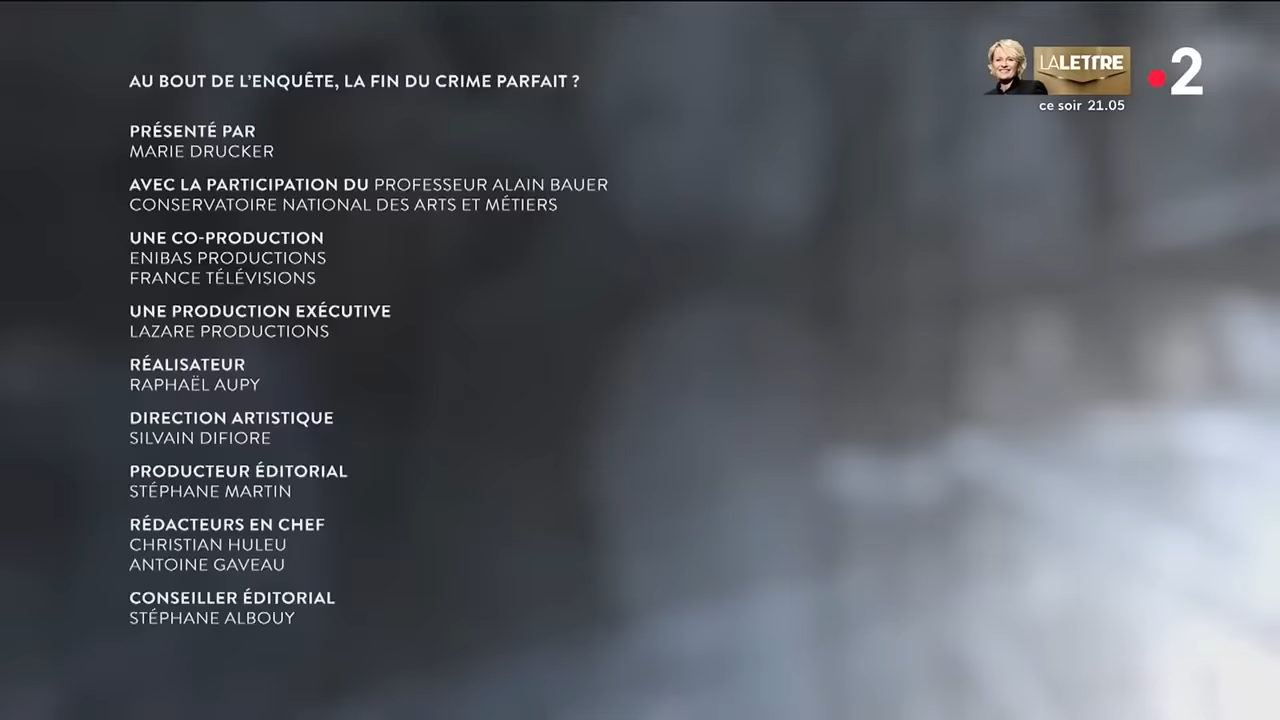 AU BOUT DE L'ENQUÊTE, LA FIN DU CRIME PARFAIT ?
PRÉSENTÉ PAR
MARIE DRUCKER
AVEC LA PARTICIPATION DU PROFESSEUR ALAIN BAUER
CONSERVATOIRE NATIONAL DES ARTS ET MÉTIERS
UNE CO-PRODUCTION
ENIBAS PRODUCTIONS
FRANCE TÉLÉVISIONS
UNE PRODUCTION EXÉCUTIVE
LAZARE PRODUCTIONS
RÉALISATEUR
RAPHAËL AUPY
DIRECTION ARTISTIQUE
SILVAIN DIFIORE
PRODUCTEUR ÉDITORIAL
STÉPHANE MARTIN
RÉDACTEURS EN CHEF
CHRISTIAN HULEU
ANTOINE GAVEAU
CONSEILLER ÉDITORIAL
STÉPHANE ALBOUY
LA LETTRE
ce soir 21.05
2